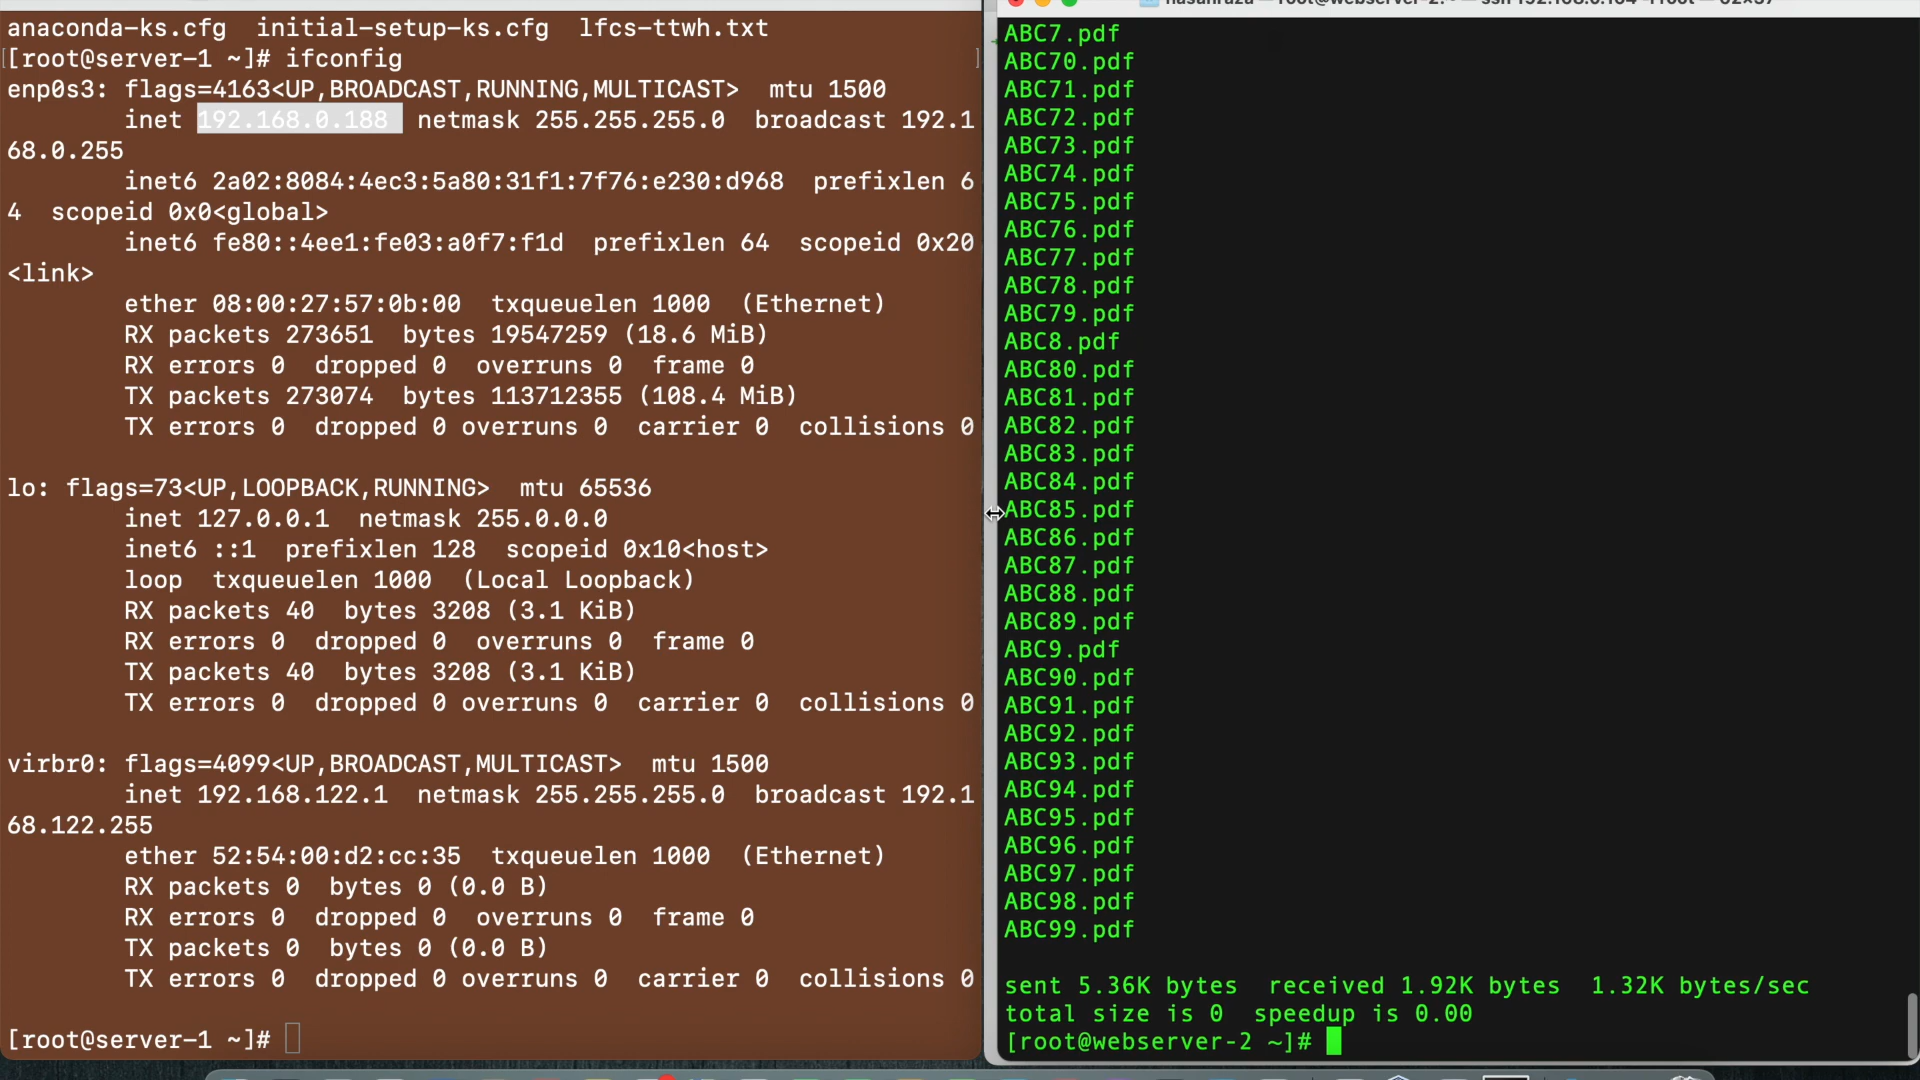 anaconda-ks.cfg  initial-setup-ks.cfg  lfcs-ttwh.txt
[[root@server-1 ~]# ifconfig ]
enp0s3: flags=4163<UP,BROADCAST,RUNNING,MULTICAST>  mtu 1500
        inet 192.168.0.188  netmask 255.255.255.0  broadcast 192.1
68.0.255
        inet6 2a02:8084:4ec3:5a80:31f1:7f76:e230:d968  prefixlen 6
4  scopeid 0x0<global>
        inet6 fe80::4ee1:fe03:a0f7:f1d  prefixlen 64  scopeid 0x20
<link>
        ether 08:00:27:57:0b:00  txqueuelen 1000  (Ethernet)
        RX packets 273651  bytes 19547259 (18.6 MiB)
        RX errors 0  dropped 0  overruns 0  frame 0
        TX packets 273074  bytes 113712355 (108.4 MiB)
        TX errors 0  dropped 0 overruns 0  carrier 0  collisions 0

lo: flags=73<UP,LOOPBACK,RUNNING>  mtu 65536
        inet 127.0.0.1  netmask 255.0.0.0
        inet6 ::1  prefixlen 128  scopeid 0x10<host>
        loop  txqueuelen 1000  (Local Loopback)
        RX packets 40  bytes 3208 (3.1 KiB)
        RX errors 0  dropped 0  overruns 0  frame 0
        TX packets 40  bytes 3208 (3.1 KiB)
        TX errors 0  dropped 0 overruns 0  carrier 0  collisions 0

virbr0: flags=4099<UP,BROADCAST,MULTICAST>  mtu 1500
        inet 192.168.122.1  netmask 255.255.255.0  broadcast 192.1
68.122.255
        ether 52:54:00:d2:cc:35  txqueuelen 1000  (Ethernet)
        RX packets 0  bytes 0 (0.0 B)
        RX errors 0  dropped 0  overruns 0  frame 0
        TX packets 0  bytes 0 (0.0 B)
        TX errors 0  dropped 0 overruns 0  carrier 0  collisions 0

[root@server-1 ~]#
ABC7.pdf
ABC70.pdf
ABC71.pdf
ABC72.pdf
ABC73.pdf
ABC74.pdf
ABC75.pdf
ABC76.pdf
ABC77.pdf
ABC78.pdf
ABC79.pdf
ABC8.pdf
ABC80.pdf
ABC81.pdf
ABC82.pdf
ABC83.pdf
ABC84.pdf
ABC85.pdf
ABC86.pdf
ABC87.pdf
ABC88.pdf
ABC89.pdf
ABC9.pdf
ABC90.pdf
ABC91.pdf
ABC92.pdf
ABC93.pdf
ABC94.pdf
ABC95.pdf
ABC96.pdf
ABC97.pdf
ABC98.pdf
ABC99.pdf

sent 5.36K bytes  received 1.92K bytes  1.32K bytes/sec
total size is 0  speedup is 0.00
[root@webserver-2 ~]#